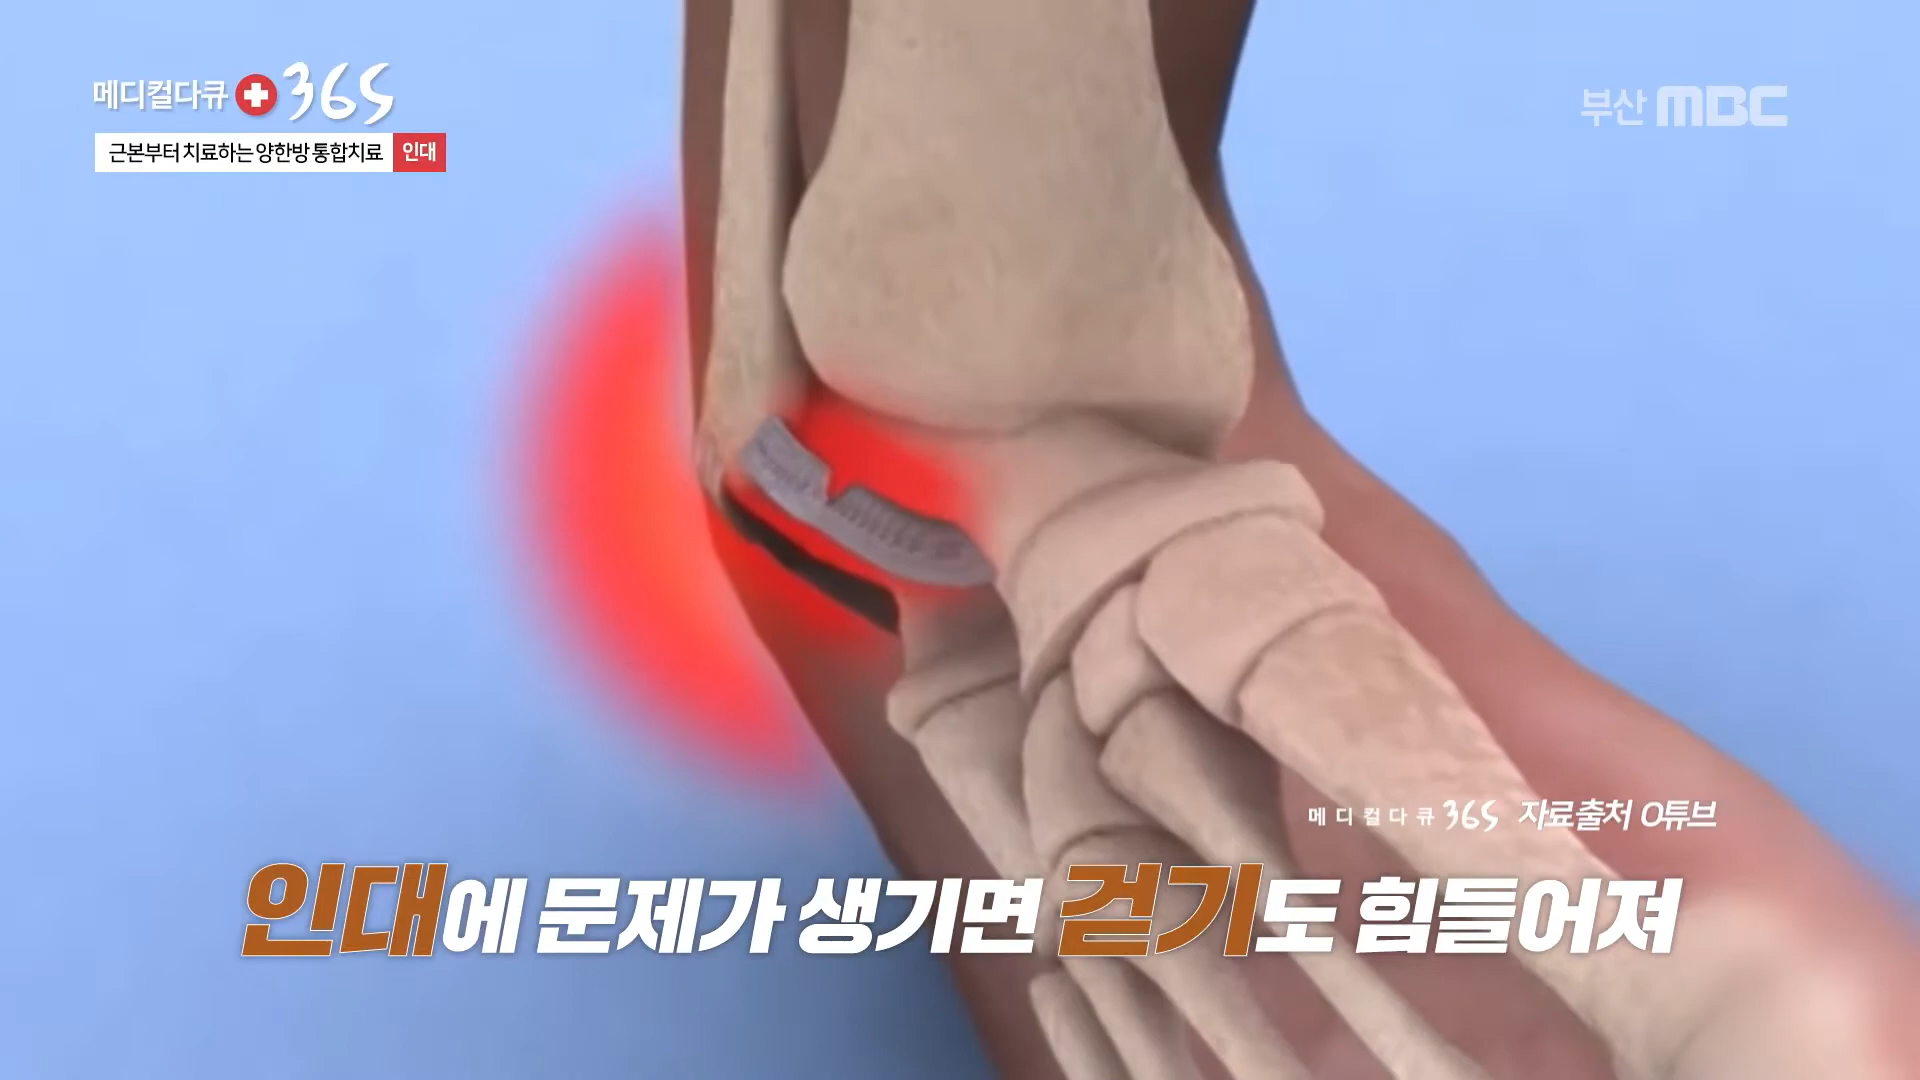 메디컬다큐 365
부산 MBC
근본부터 치료하는 양한방 통합치료 인대
메디컬다큐 365 자료출처 O튜브
인대에 문제가 생기면 걷기도 힘들어져